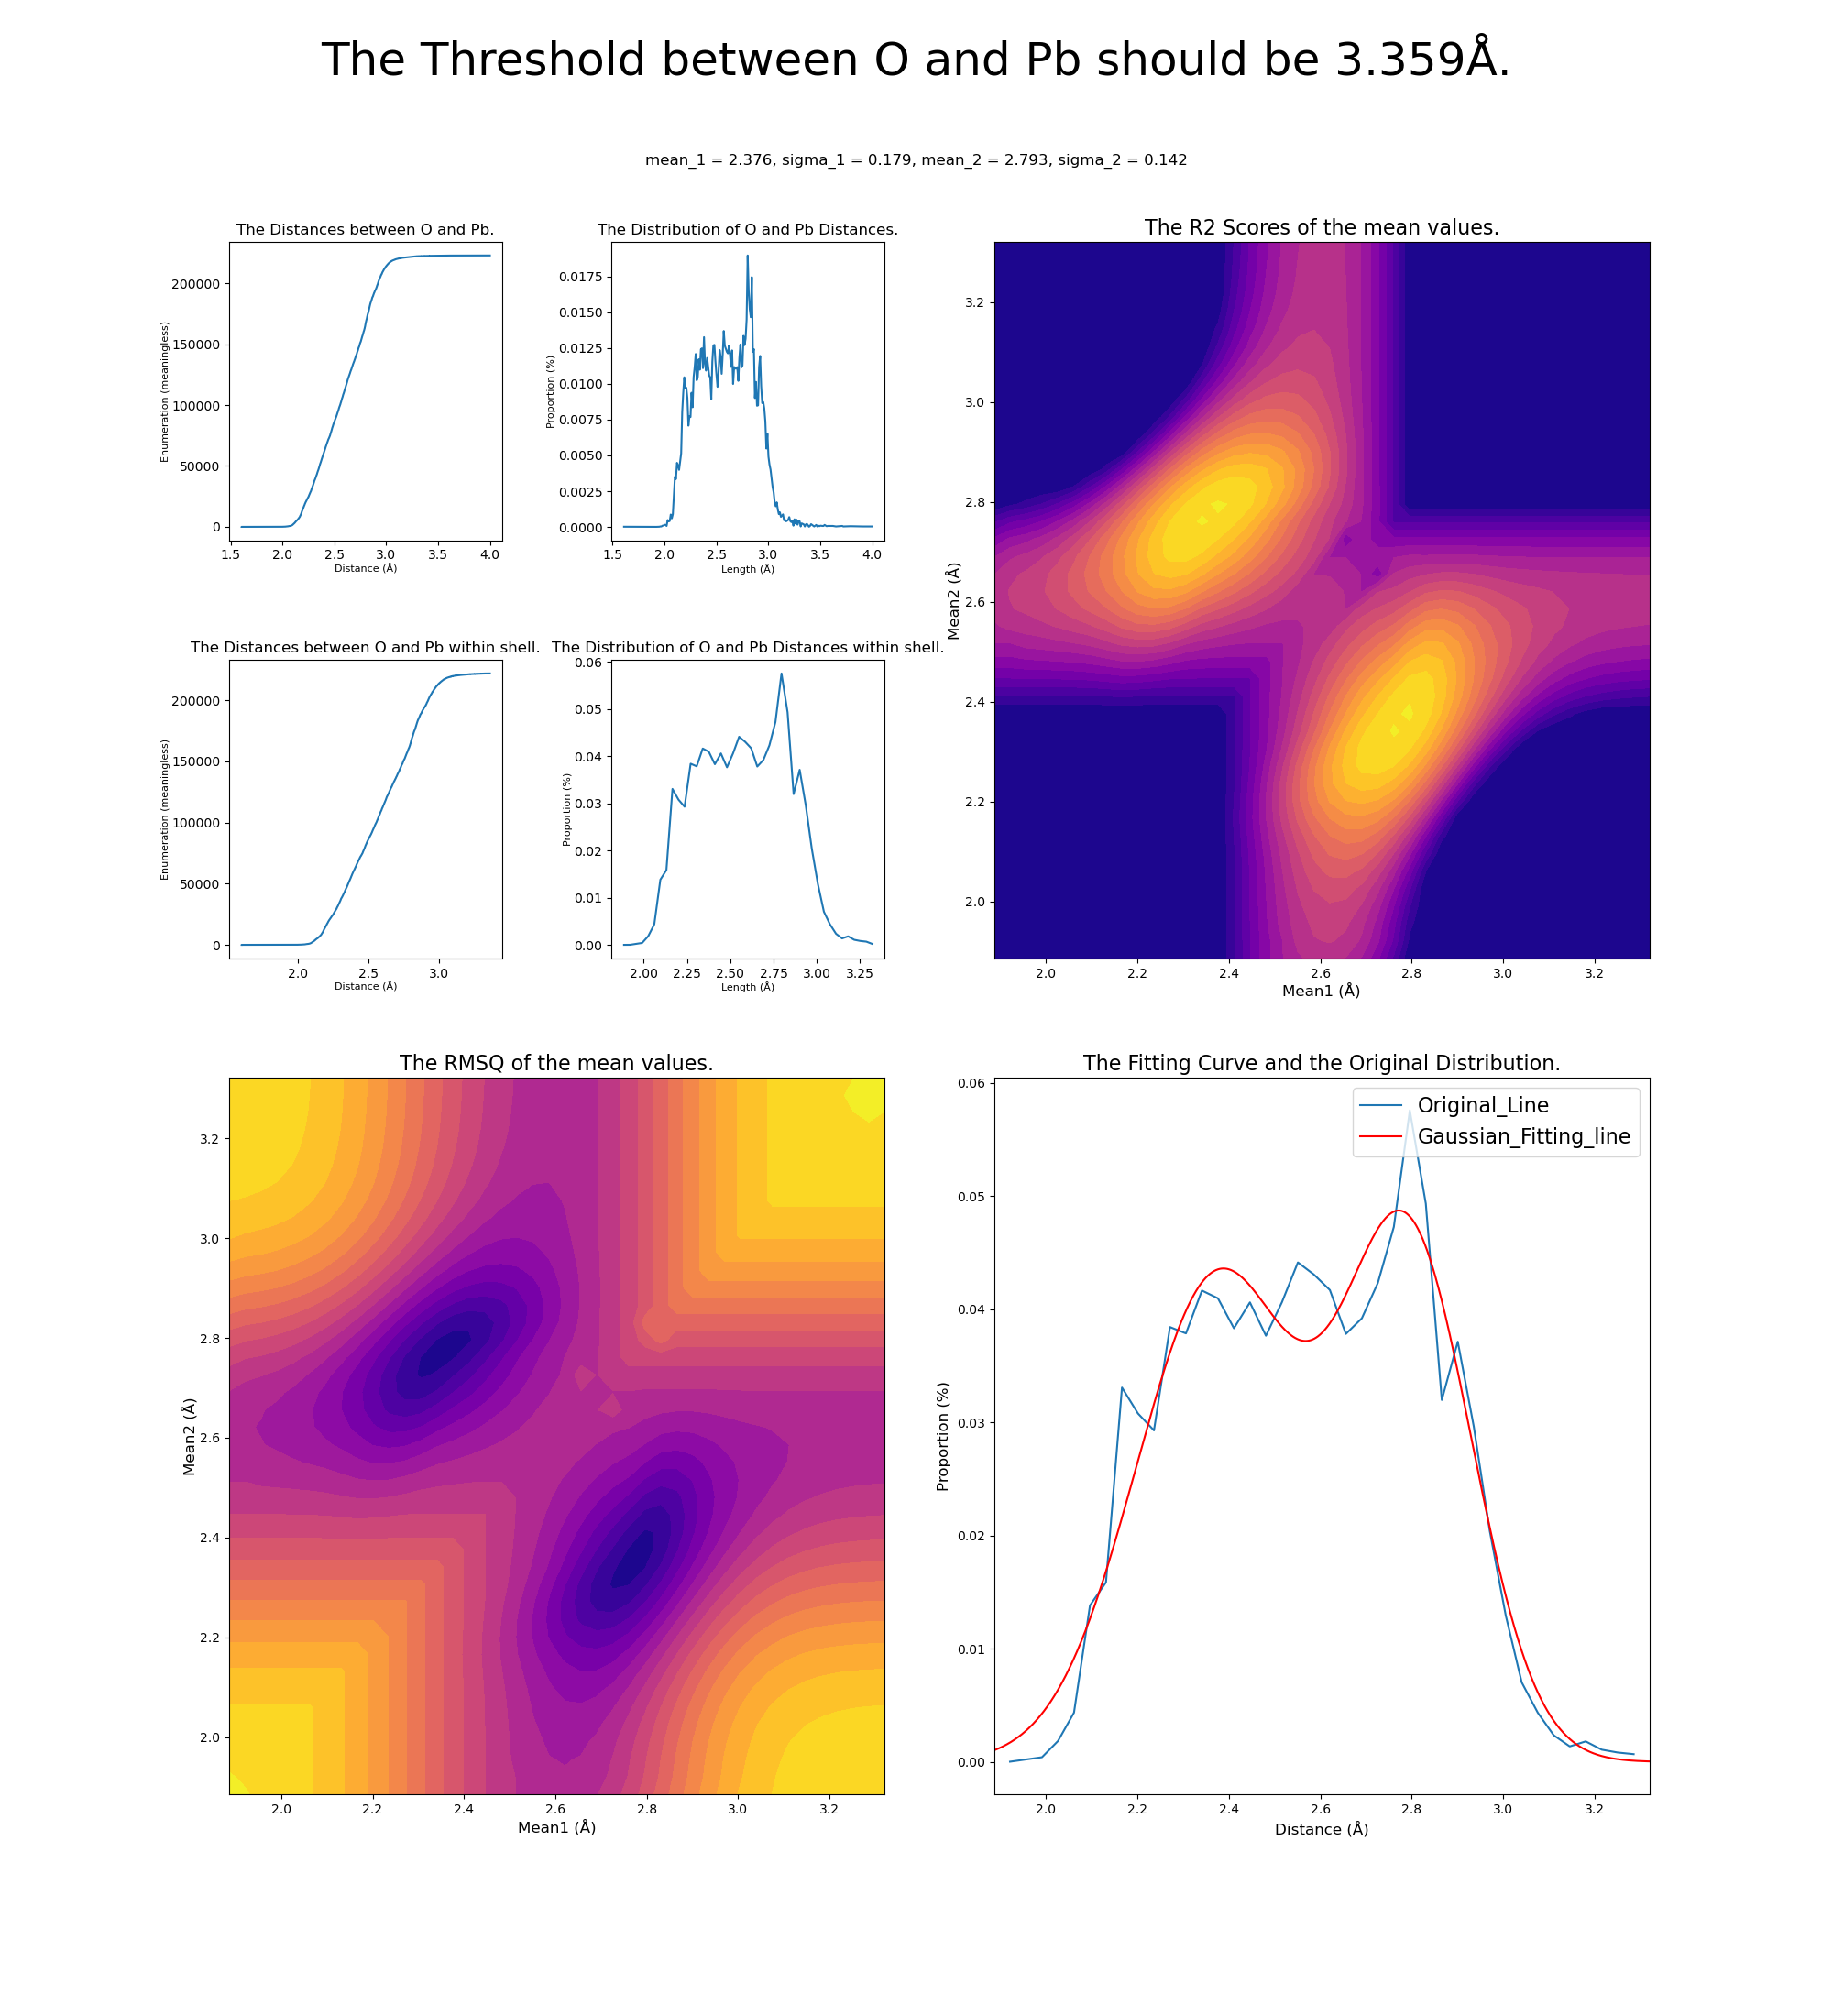 The Threshold between O and Pb should be 3.359Å.
mean_1 = 2.376, sigma_1 = 0.179, mean_2 = 2.793, sigma_2 = 0.142
The Distances between O and Pb.
Enumeration (meaningless)
200000
150000
100000
50000
0
1.5 2.0 2.5 3.0 3.5 4.0
Distance (Å)
The Distribution of O and Pb Distances.
Proportion (%)
0.0175
0.0150
0.0125
0.0100
0.0075
0.0050
0.0025
0.0000
1.5 2.0 2.5 3.0 3.5 4.0
Length (Å)
The R2 Scores of the mean values.
Mean2 (Å)
3.2
3.0
2.8
2.6
2.4
2.2
2.0
2.0 2.2 2.4 2.6 2.8 3.0 3.2
Mean1 (Å)
The Distances between O and Pb within shell.
Enumeration (meaningless)
200000
150000
100000
50000
0
2.0 2.5 3.0
Distance (Å)
The Distribution of O and Pb Distances within shell.
Proportion (%)
0.06
0.05
0.04
0.03
0.02
0.01
0.00
2.00 2.25 2.50 2.75 3.00 3.25
Length (Å)
The RMSQ of the mean values.
Mean2 (Å)
3.2
3.0
2.8
2.6
2.4
2.2
2.0
2.0 2.2 2.4 2.6 2.8 3.0 3.2
Mean1 (Å)
The Fitting Curve and the Original Distribution.
Original_Line
Gaussian_Fitting_line
Proportion (%)
0.06
0.05
0.04
0.03
0.02
0.01
0.00
2.0 2.2 2.4 2.6 2.8 3.0 3.2
Distance (Å)